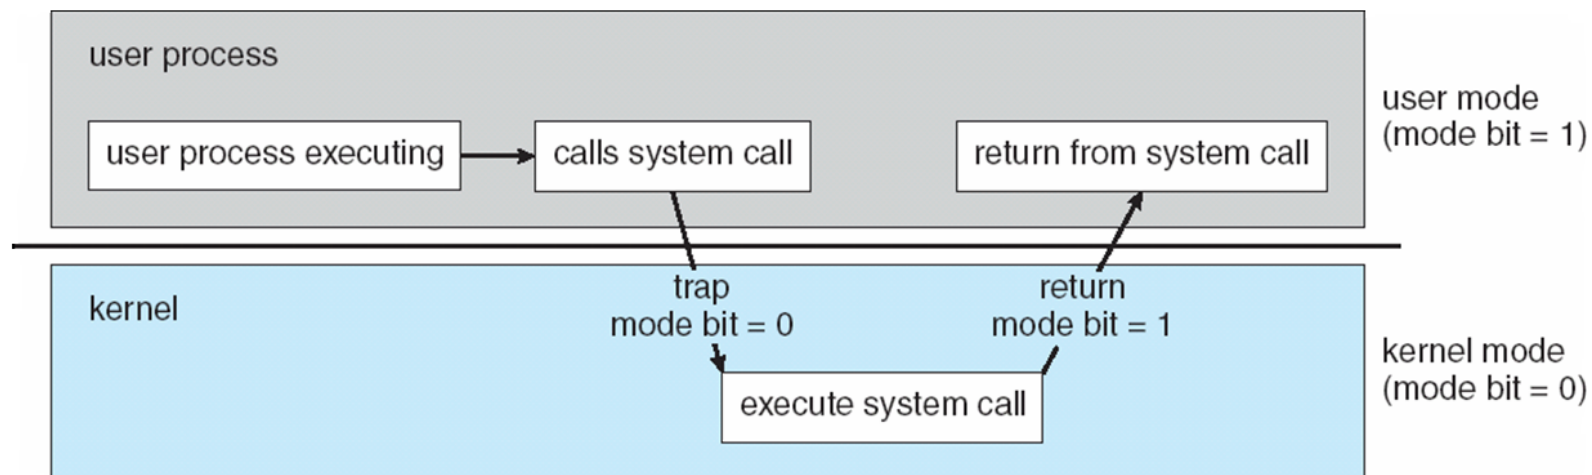 user process
user process executing
calls system call
return from system call
user mode
(mode bit = 1)
kernel
trap
mode bit = 0
return
mode bit = 1
execute system call
kernel mode
(mode bit = 0)